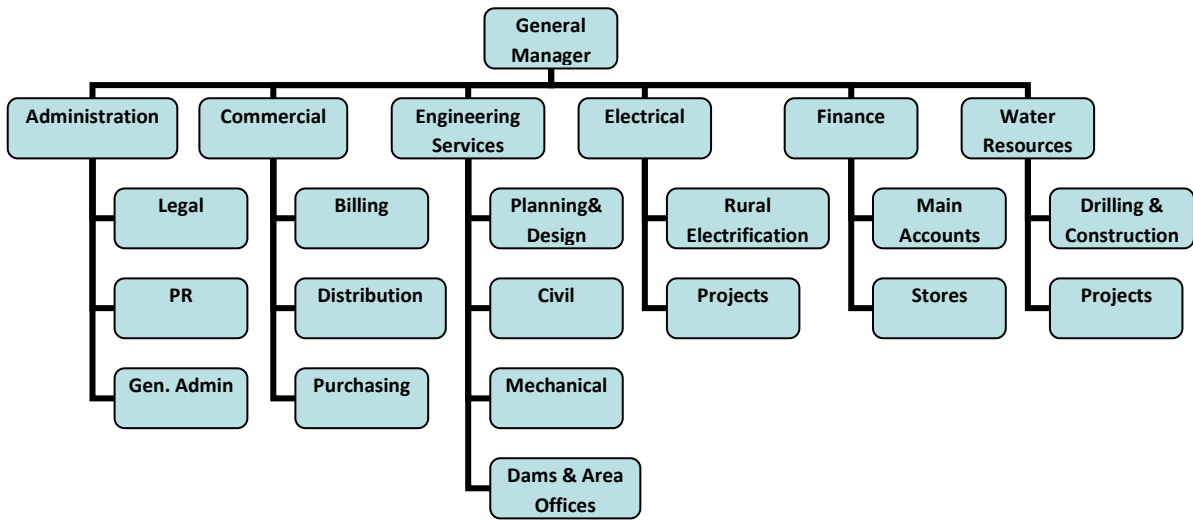 General
Manager
Administration
Commercial
Engineering
Services
Electrical
Finance
Water
Resources
Legal
Billing
Planning&
Design
Rural
Electrification
Main
Accounts
Drilling &
Construction
PR
Distribution
Civil
Projects
Stores
Projects
Gen. Admin
Purchasing
Mechanical
Dams & Area
Offices